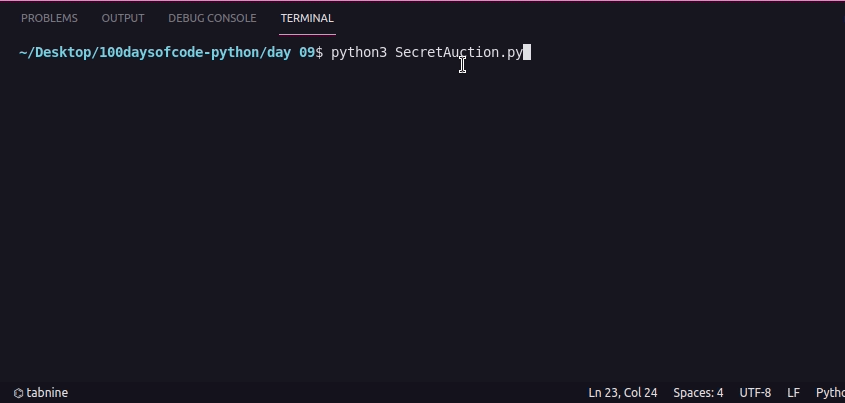 PROBLEMS OUTPUT DEBUG CONSOLE TERMINAL
~/Desktop/100daysofcode-python/day 09$ python3 SecretAuction.py
tabnine Ln 23, Col 24 Spaces: 4 UTF-8 LF Pytho